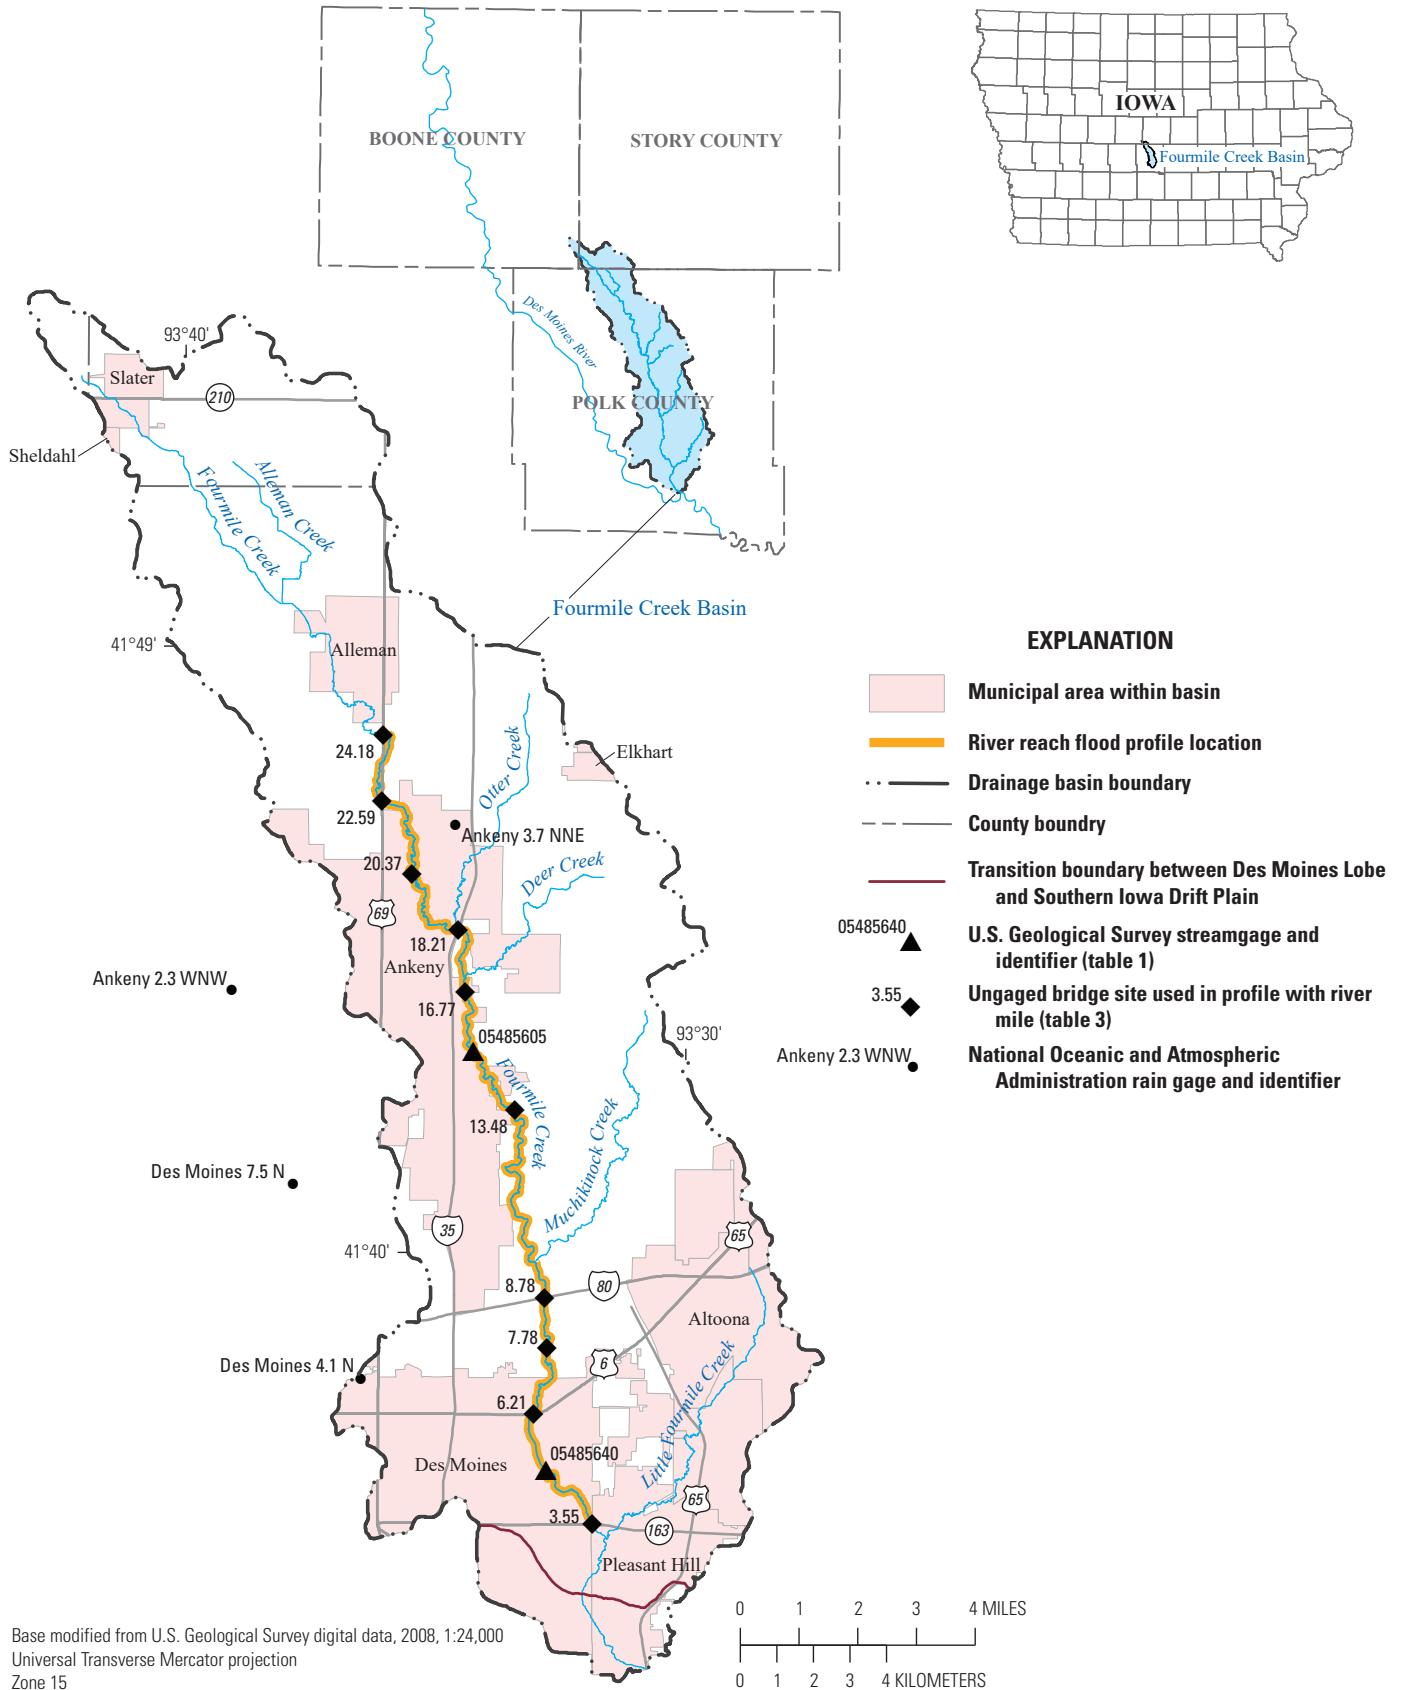 BOONE COUNTY
STORY COUNTY
IOWA
Fourmile Creek Basin
Des Moines River
POLK COUNTY
93°40'
Slater
210
Sheldahl
Fourmile Creek
Alleman Creek
Fourmile Creek Basin
41°49'
Alleman
24.18
Otter Creek
Elkhart
22.59
Ankeny 3.7 NNE
20.37
Deer Creek
69
18.21
Ankeny
Ankeny 2.3 WNW
16.77
05485605
93°30'
Fourmile Creek
13.48
Muchikinock Creek
Des Moines 7.5 N
35
65
41°40'
8.78
80
Altoona
7.78
Des Moines 4.1 N
6
6.21
Little Fourmile Creek
05485640
Des Moines
65
3.55
163
Pleasant Hill
EXPLANATION
Municipal area within basin
River reach flood profile location
Drainage basin boundary
County boundry
Transition boundary between Des Moines Lobe
and Southern Iowa Drift Plain
05485640
U.S. Geological Survey streamgage and
identifier (table 1)
3.55
Ungaged bridge site used in profile with river
mile (table 3)
Ankeny 2.3 WNW
National Oceanic and Atmospheric
Administration rain gage and identifier
0 1 2 3 4 MILES
0 1 2 3 4 KILOMETERS
Base modified from U.S. Geological Survey digital data, 2008, 1:24,000
Universal Transverse Mercator projection
Zone 15